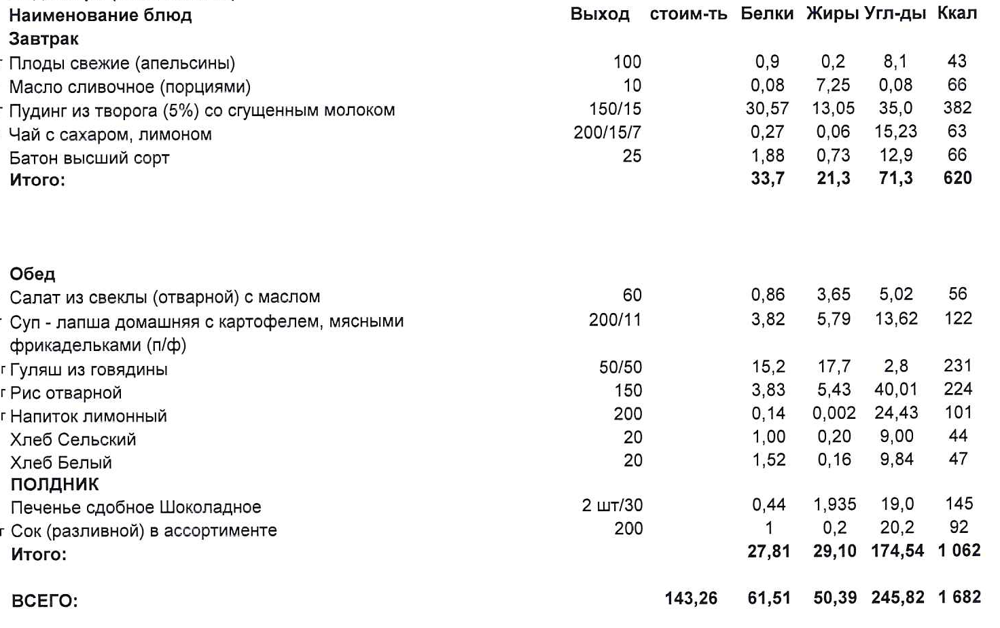 Наименование блюд Выход стоим-ть Белки Жиры Угл-ды Ккал
Завтрак
г Плоды свежие (апельсины) 100 0,9 0,2 8,1 43
Масло сливочное (порциями) 10 0,08 7,25 0,08 66
Пудинг из творога (5%) со сгущенным молоком 150/15 30,57 13,05 35,0 382
Чай с сахаром, лимоном 200/15/7 0,27 0,06 15,23 63
Батон высший сорт 25 1,88 0,73 12,9 66
Итого: 33,7 21,3 71,3 620
Обед
Салат из свеклы (отварной) с маслом 60 0,86 3,65 5,02 56
Суп - лапша домашняя с картофелем, мясными 200/11 3,82 5,79 13,62 122
фрикадельками (п/ф)
г Гуляш из говядины 50/50 15,2 17,7 2,8 231
г Рис отварной 150 3,83 5,43 40,01 224
г Напиток лимонный 200 0,14 0,002 24,43 101
Хлеб Сельский 20 1,00 0,20 9,00 44
Хлеб Белый 20 1,52 0,16 9,84 47
ПОЛДНИК
Печенье сдобное Шоколадное 2 шт/30 0,44 1,935 19,0 145
г Сок (разливной) в ассортименте 200 1 0,2 20,2 92
Итого: 27,81 29,10 174,54 1 062
ВСЕГО: 143,26 61,51 50,39 245,82 1 682